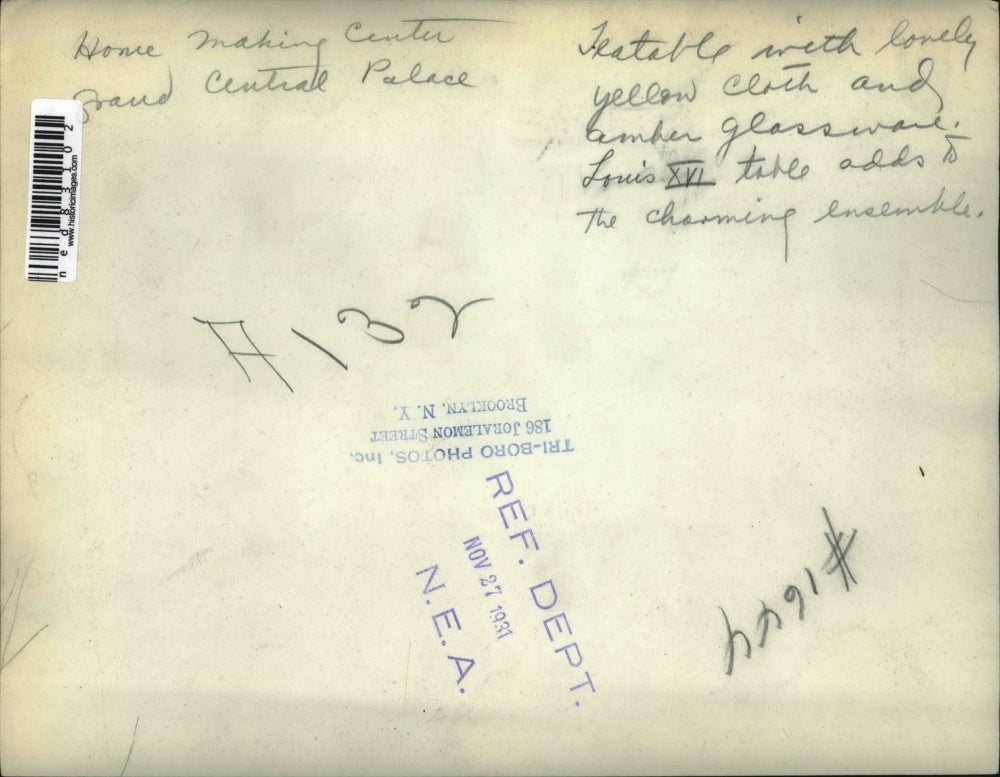 Home Making Center
Grand Central Palace
Teatable with lovely
yellow cloth and
amber glassware.
Louis XVI table adds to
the charming ensemble.
ned83102
www.historicimages.com
A132
TRI-BORO PHOTOS, Inc.
186 JORALEMON STREET
BROOKLYN, N. Y.
REF. DEPT.
NOV 27 1931
N.E.A.